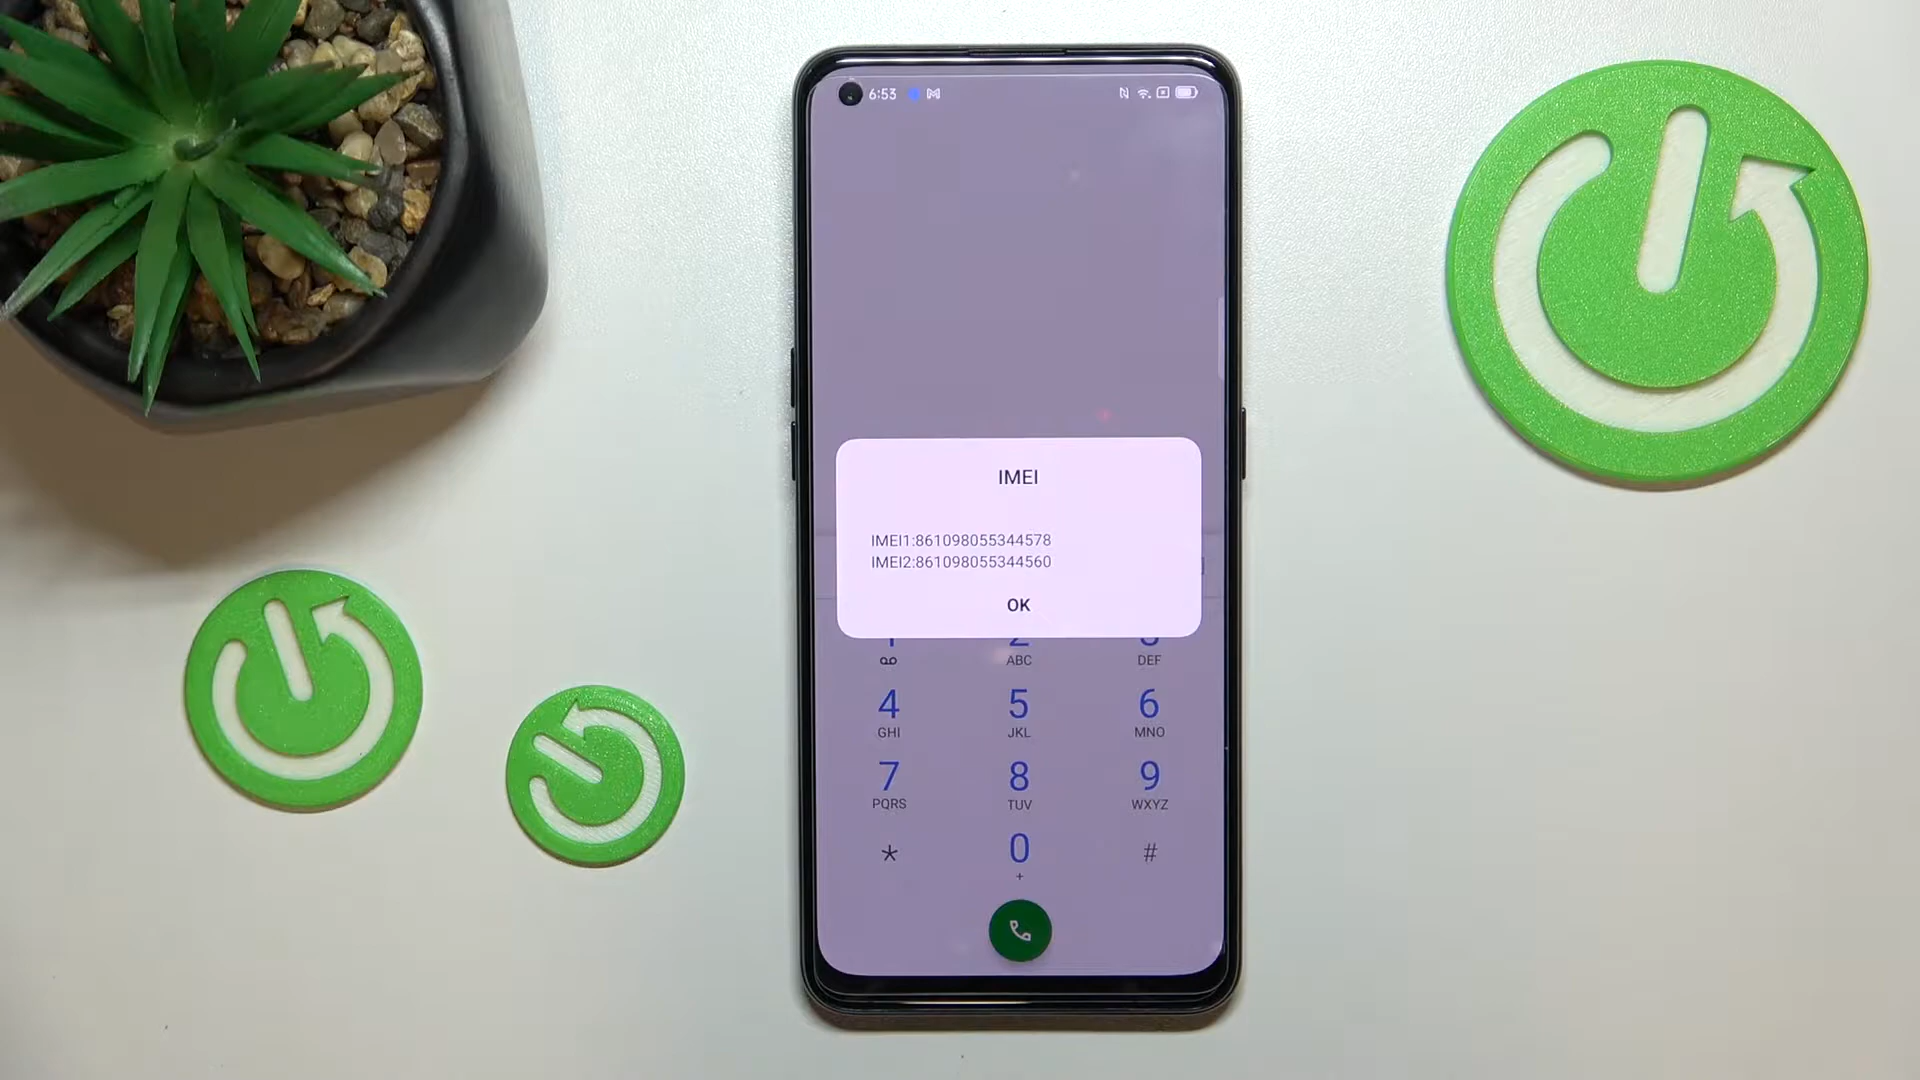 6:53
IMEI
IMEI1:861098055344578
IMEI2:861098055344560
OK
ABC
DEF
4
5
6
GHI
JKL
MNO
7
8
9
PQRS
TUV
WXYZ
*
0
#
+